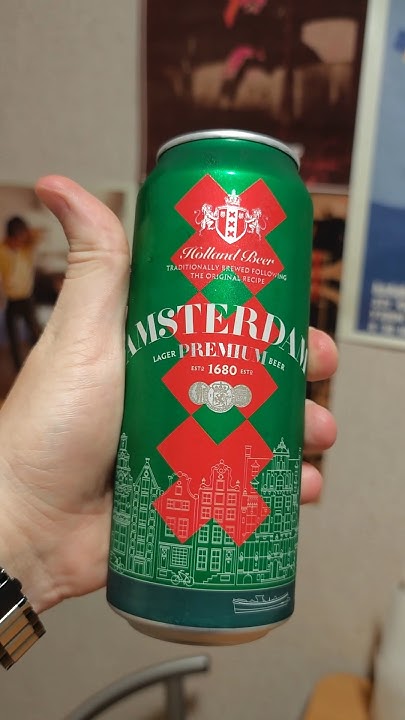 Holland Beer
TRADITIONALLY BREWED FOLLOWING
THE ORIGINAL RECIPE
AMSTERDAM
LAGER PREMIUM BEER
ESTD 1680 ESTD